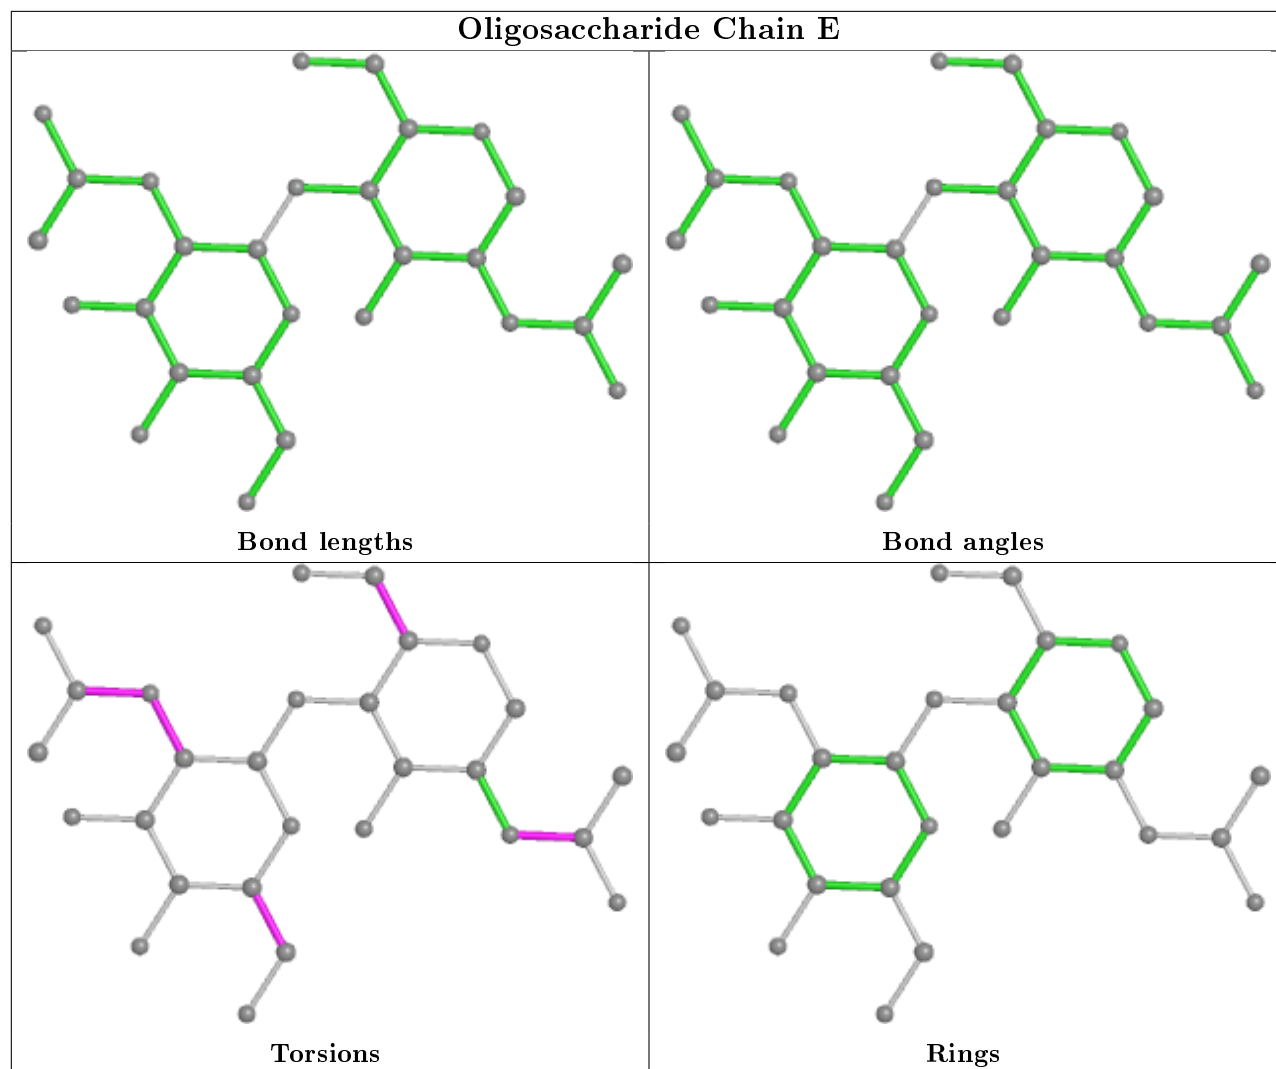 Oligosaccharide Chain E
Bond lengths
Bond angles
Torsions
Rings